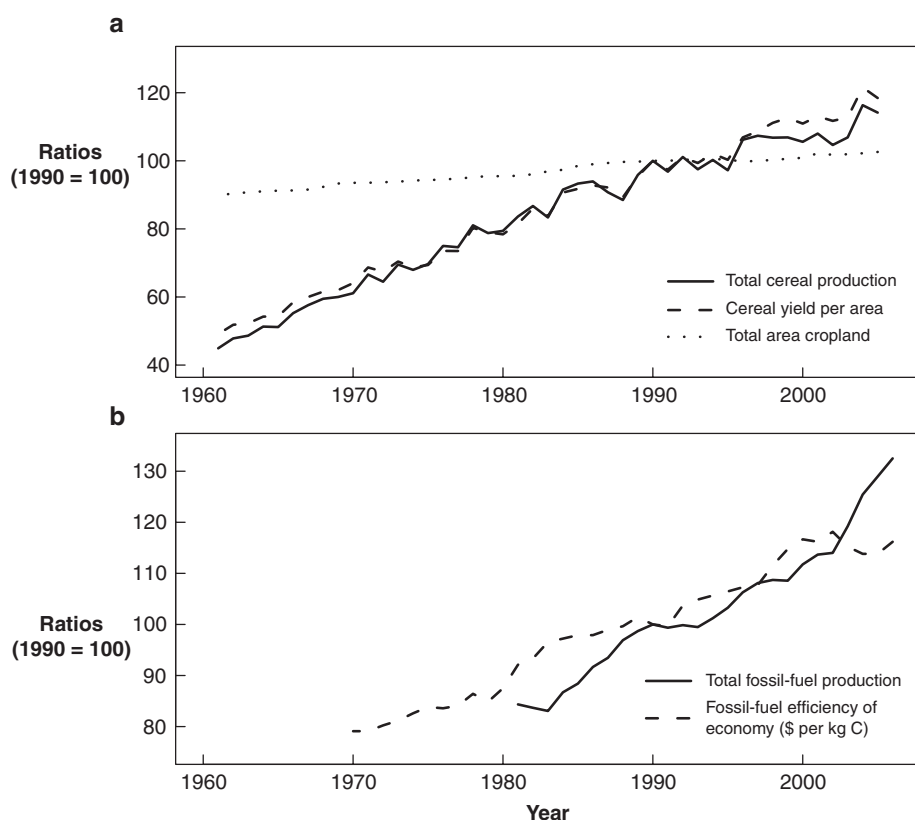 a
120
Ratios
(1990 = 100)
100
80
Total cereal production
60
Cereal yield per area
Total area cropland
40
1960 1970 1980 1990 2000
b
130
120
110
Ratios
(1990 = 100)
100
90
Total fossil-fuel production
Fossil-fuel efficiency of
economy ($ per kg C)
80
1960 1970 1980 1990 2000
Year